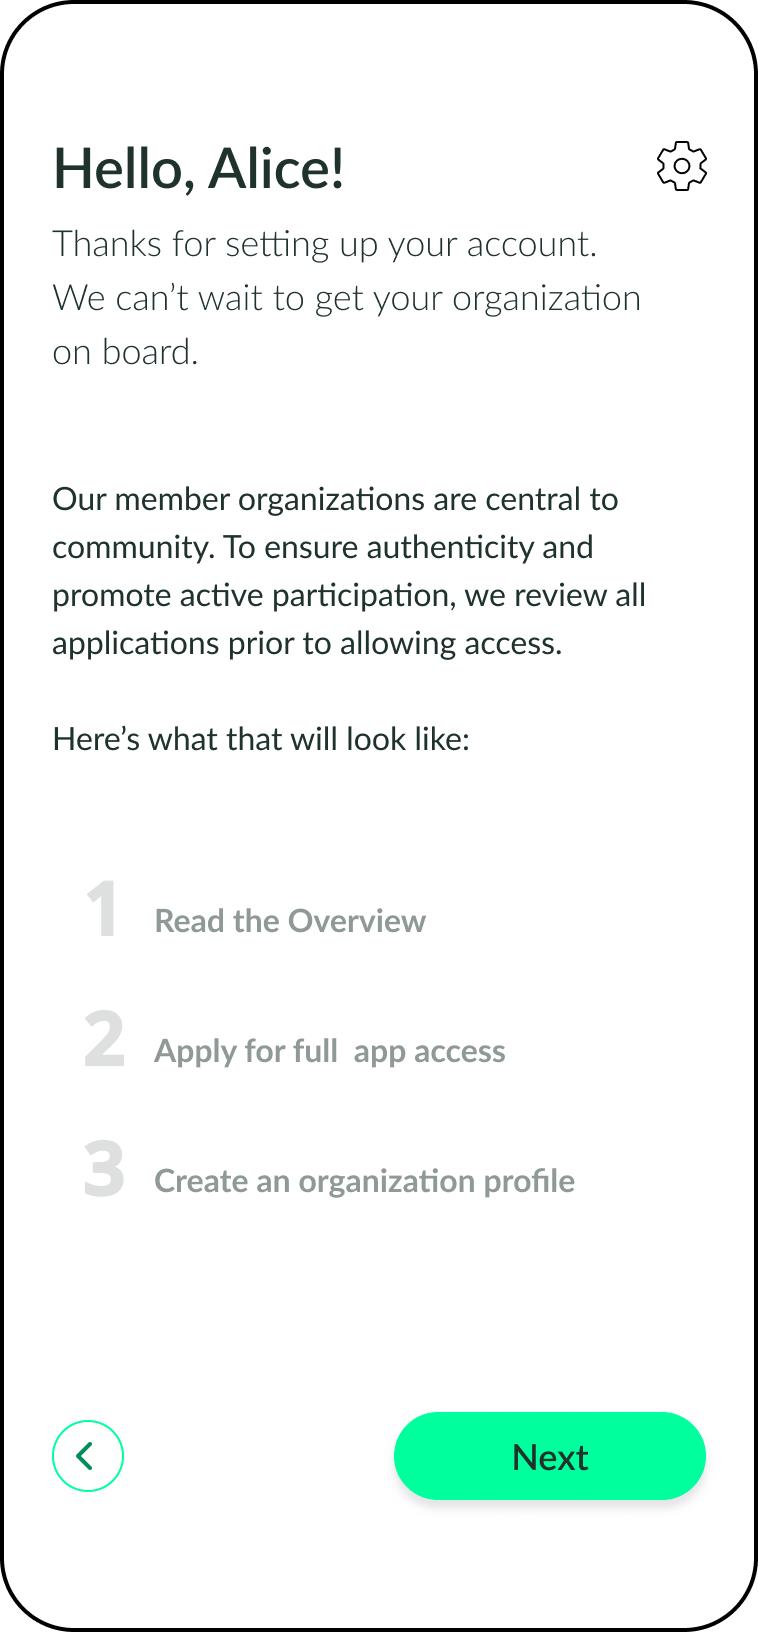 Hello, Alice!
Thanks for setting up your account.
We can’t wait to get your organization
on board.
Our member organizations are central to
community. To ensure authenticity and
promote active participation, we review all
applications prior to allowing access.
Here’s what that will look like:
1 Read the Overview
2 Apply for full  app access
3 Create an organization profile
Next